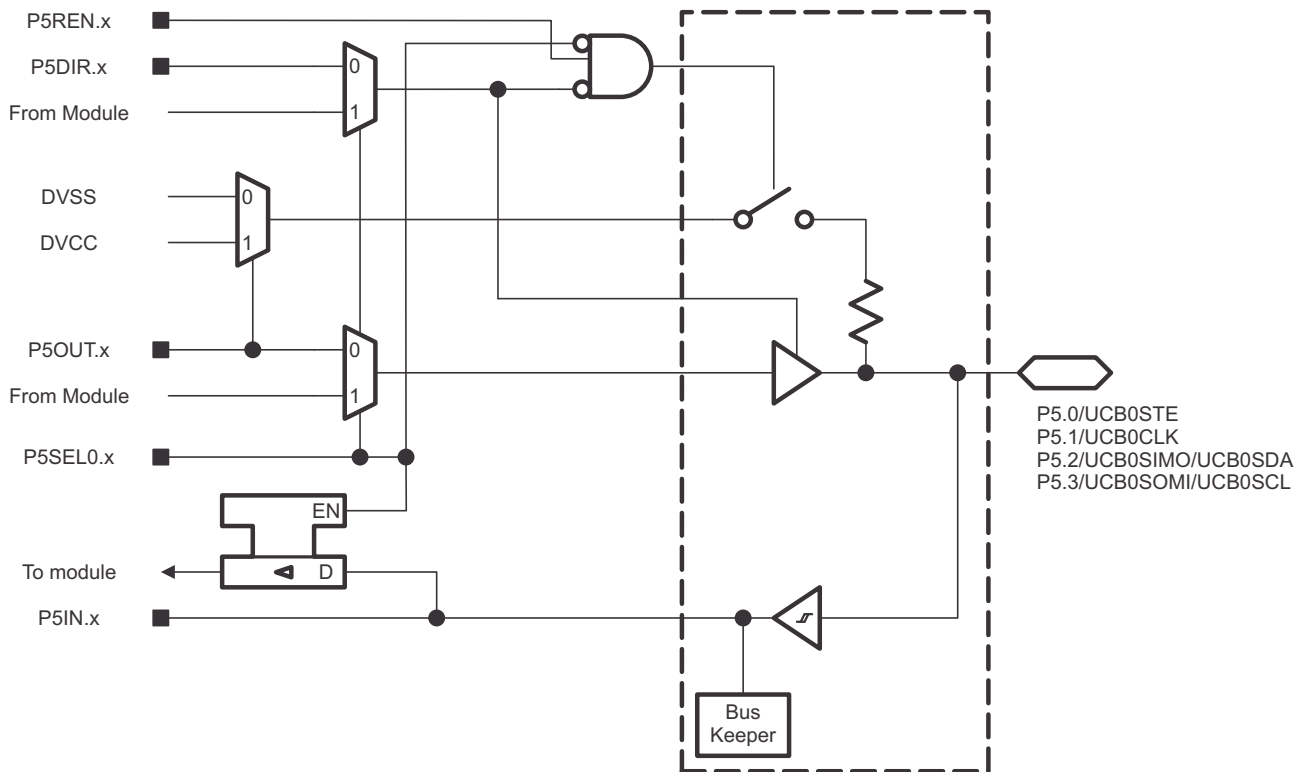 P5REN.x
P5DIR.x
0
From Module
1
DVSS
0
DVCC
1
P5OUT.x
0
From Module
1
P5.0/UCB0STE
P5.1/UCB0CLK
P5.2/UCB0SIMO/UCB0SDA
P5.3/UCB0SOMI/UCB0SCL
P5SEL0.x
EN
To module
D
P5IN.x
Bus
Keeper